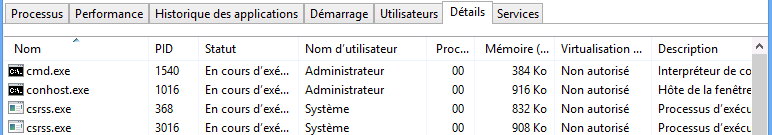 Processus Performance Historique des applications Démarrage Utilisateurs Détails Services
Nom PID Statut Nom d'utilisateur Proc... Mémoire (... Virtualisation ... Description
cmd.exe 1540 En cours d'exé... Administrateur 00 384 Ko Non autorisé Interpréteur de co
conhost.exe 1016 En cours d'exé... Administrateur 00 916 Ko Non autorisé Hôte de la fenêtre
csrss.exe 368 En cours d'exé... Système 00 832 Ko Non autorisé Processus d'exécu
csrss.exe 3016 En cours d'exé... Système 00 908 Ko Non autorisé Processus d'exécu